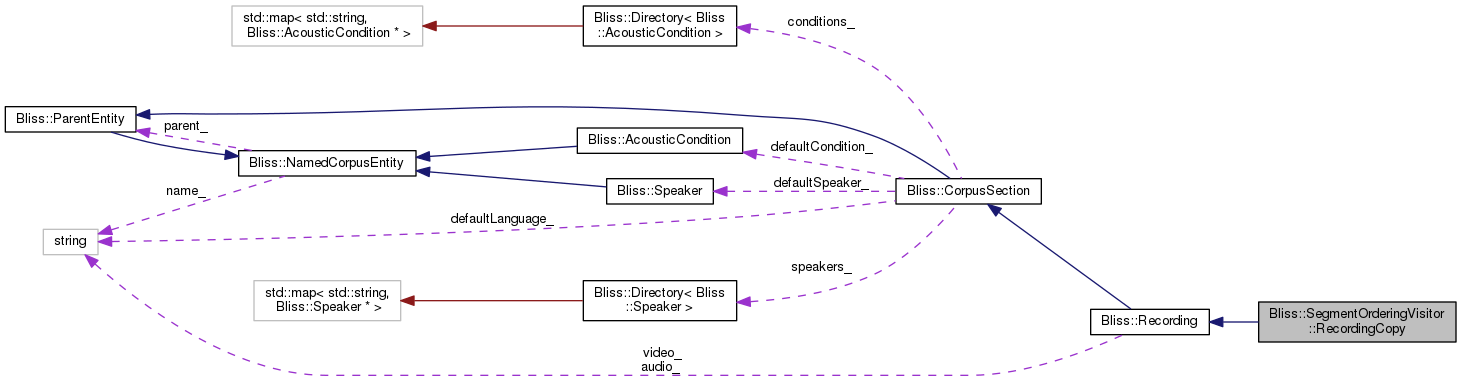 std::map< std::string,
Bliss::AcousticCondition * >
Bliss::Directory< Bliss
::AcousticCondition >
conditions_
Bliss::ParentEntity
parent_
Bliss::NamedCorpusEntity
Bliss::AcousticCondition
defaultCondition_
Bliss::Speaker
defaultSpeaker_
Bliss::CorpusSection
name_
defaultLanguage_
string
speakers_
std::map< std::string,
Bliss::Speaker * >
Bliss::Directory< Bliss
::Speaker >
Bliss::Recording
Bliss::SegmentOrderingVisitor
::RecordingCopy
video_
audio_